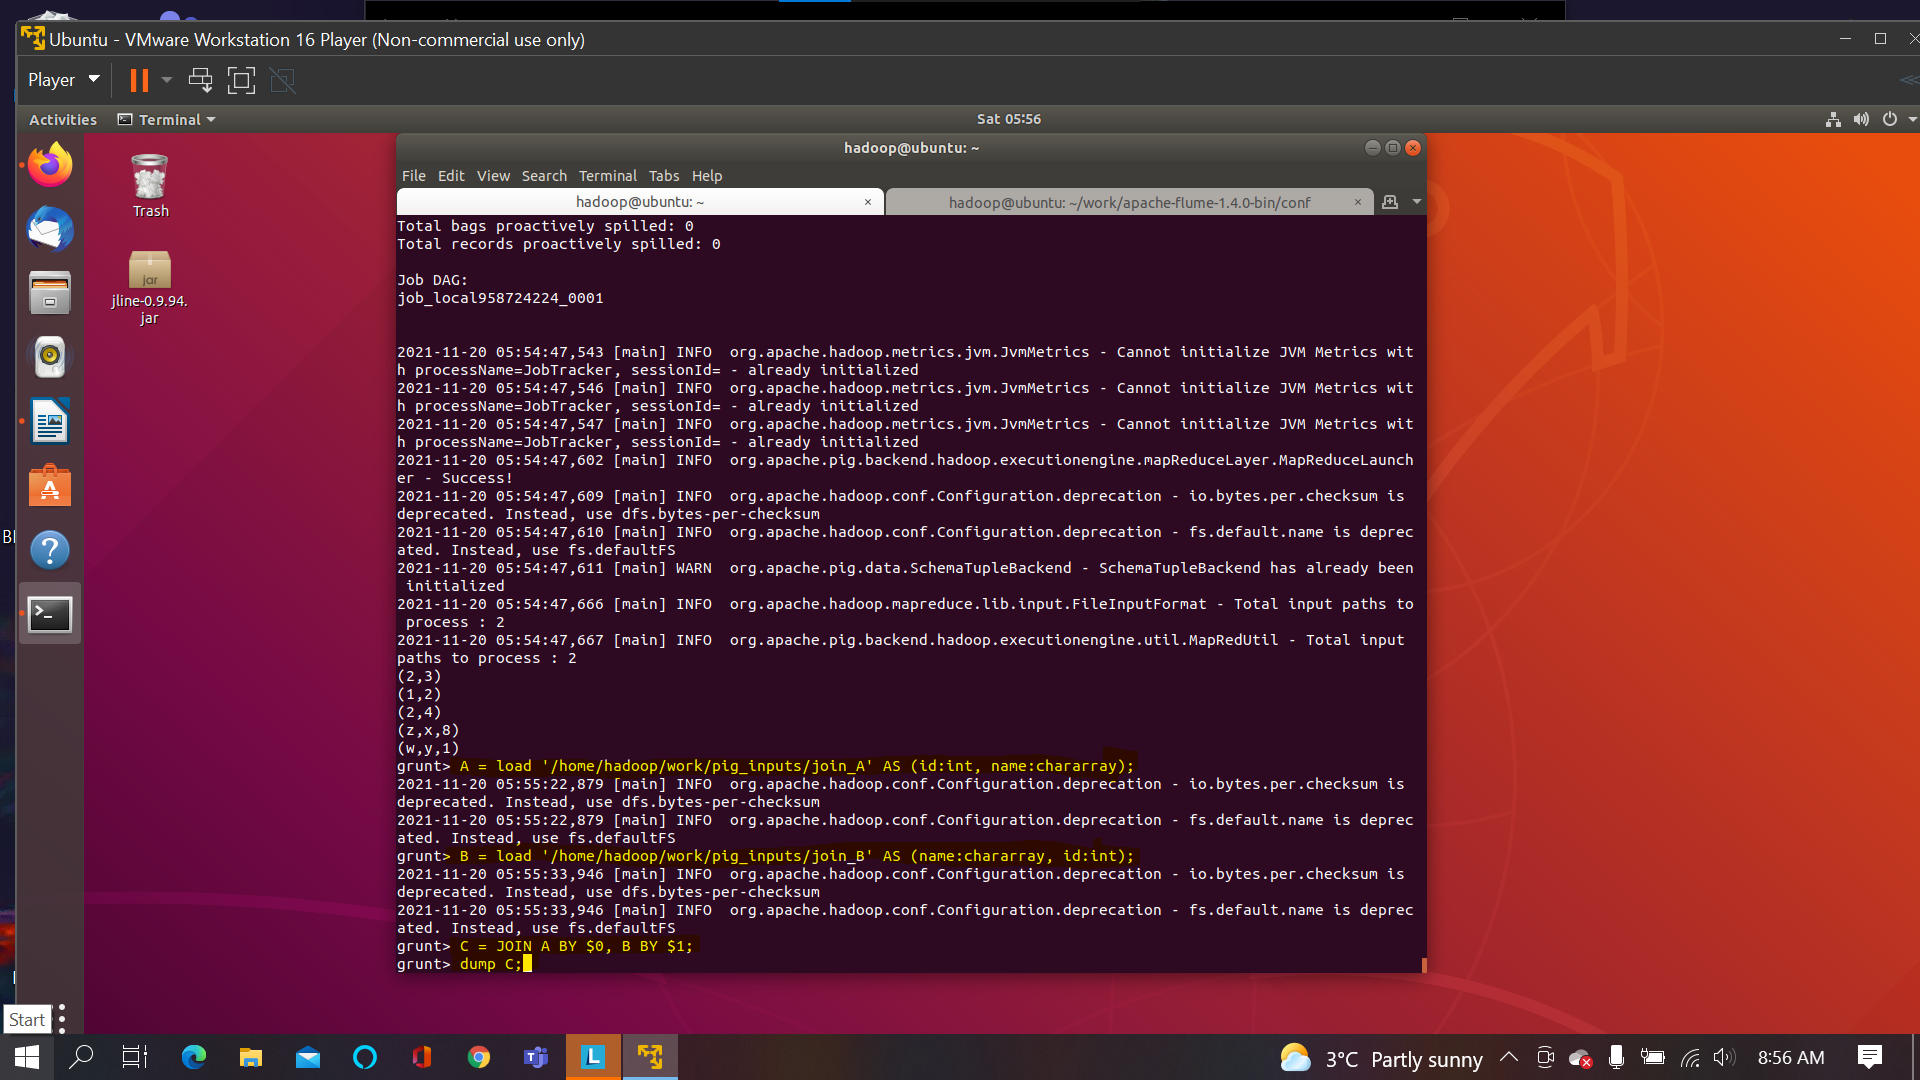 Ubuntu - VMware Workstation 16 Player (Non-commercial use only)
Player
Activities
Terminal
Sat 05:56
Trash
jar
jline-0.9.94.
jar
hadoop@ubuntu: ~
File Edit View Search Terminal Tabs Help
hadoop@ubuntu: ~ ×
hadoop@ubuntu: ~/work/apache-flume-1.4.0-bin/conf ×
Total bags proactively spilled: 0
Total records proactively spilled: 0
Job DAG:
job_local958724224_0001
2021-11-20 05:54:47,543 [main] INFO  org.apache.hadoop.metrics.jvm.JvmMetrics - Cannot initialize JVM Metrics wit
h processName=JobTracker, sessionId= - already initialized
2021-11-20 05:54:47,546 [main] INFO  org.apache.hadoop.metrics.jvm.JvmMetrics - Cannot initialize JVM Metrics wit
h processName=JobTracker, sessionId= - already initialized
2021-11-20 05:54:47,547 [main] INFO  org.apache.hadoop.metrics.jvm.JvmMetrics - Cannot initialize JVM Metrics wit
h processName=JobTracker, sessionId= - already initialized
2021-11-20 05:54:47,602 [main] INFO  org.apache.pig.backend.hadoop.executionengine.mapReduceLayer.MapReduceLaunch
er - Success!
2021-11-20 05:54:47,609 [main] INFO  org.apache.hadoop.conf.Configuration.deprecation - io.bytes.per.checksum is
deprecated. Instead, use dfs.bytes-per-checksum
2021-11-20 05:54:47,610 [main] INFO  org.apache.hadoop.conf.Configuration.deprecation - fs.default.name is deprec
ated. Instead, use fs.defaultFS
2021-11-20 05:54:47,611 [main] WARN  org.apache.pig.data.SchemaTupleBackend - SchemaTupleBackend has already been
 initialized
2021-11-20 05:54:47,666 [main] INFO  org.apache.hadoop.mapreduce.lib.input.FileInputFormat - Total input paths to
 process : 2
2021-11-20 05:54:47,667 [main] INFO  org.apache.pig.backend.hadoop.executionengine.util.MapRedUtil - Total input
paths to process : 2
(2,3)
(1,2)
(2,4)
(z,x,8)
(w,y,1)
grunt> A = load '/home/hadoop/work/pig_inputs/join_A' AS (id:int, name:chararray);
2021-11-20 05:55:22,879 [main] INFO  org.apache.hadoop.conf.Configuration.deprecation - io.bytes.per.checksum is
deprecated. Instead, use dfs.bytes-per-checksum
2021-11-20 05:55:22,879 [main] INFO  org.apache.hadoop.conf.Configuration.deprecation - fs.default.name is deprec
ated. Instead, use fs.defaultFS
grunt> B = load '/home/hadoop/work/pig_inputs/join_B' AS (name:chararray, id:int);
2021-11-20 05:55:33,946 [main] INFO  org.apache.hadoop.conf.Configuration.deprecation - io.bytes.per.checksum is
deprecated. Instead, use dfs.bytes-per-checksum
2021-11-20 05:55:33,946 [main] INFO  org.apache.hadoop.conf.Configuration.deprecation - fs.default.name is deprec
ated. Instead, use fs.defaultFS
grunt> C = JOIN A BY $0, B BY $1;
grunt> dump C;
Start
L
3°C Partly sunny
8:56 AM